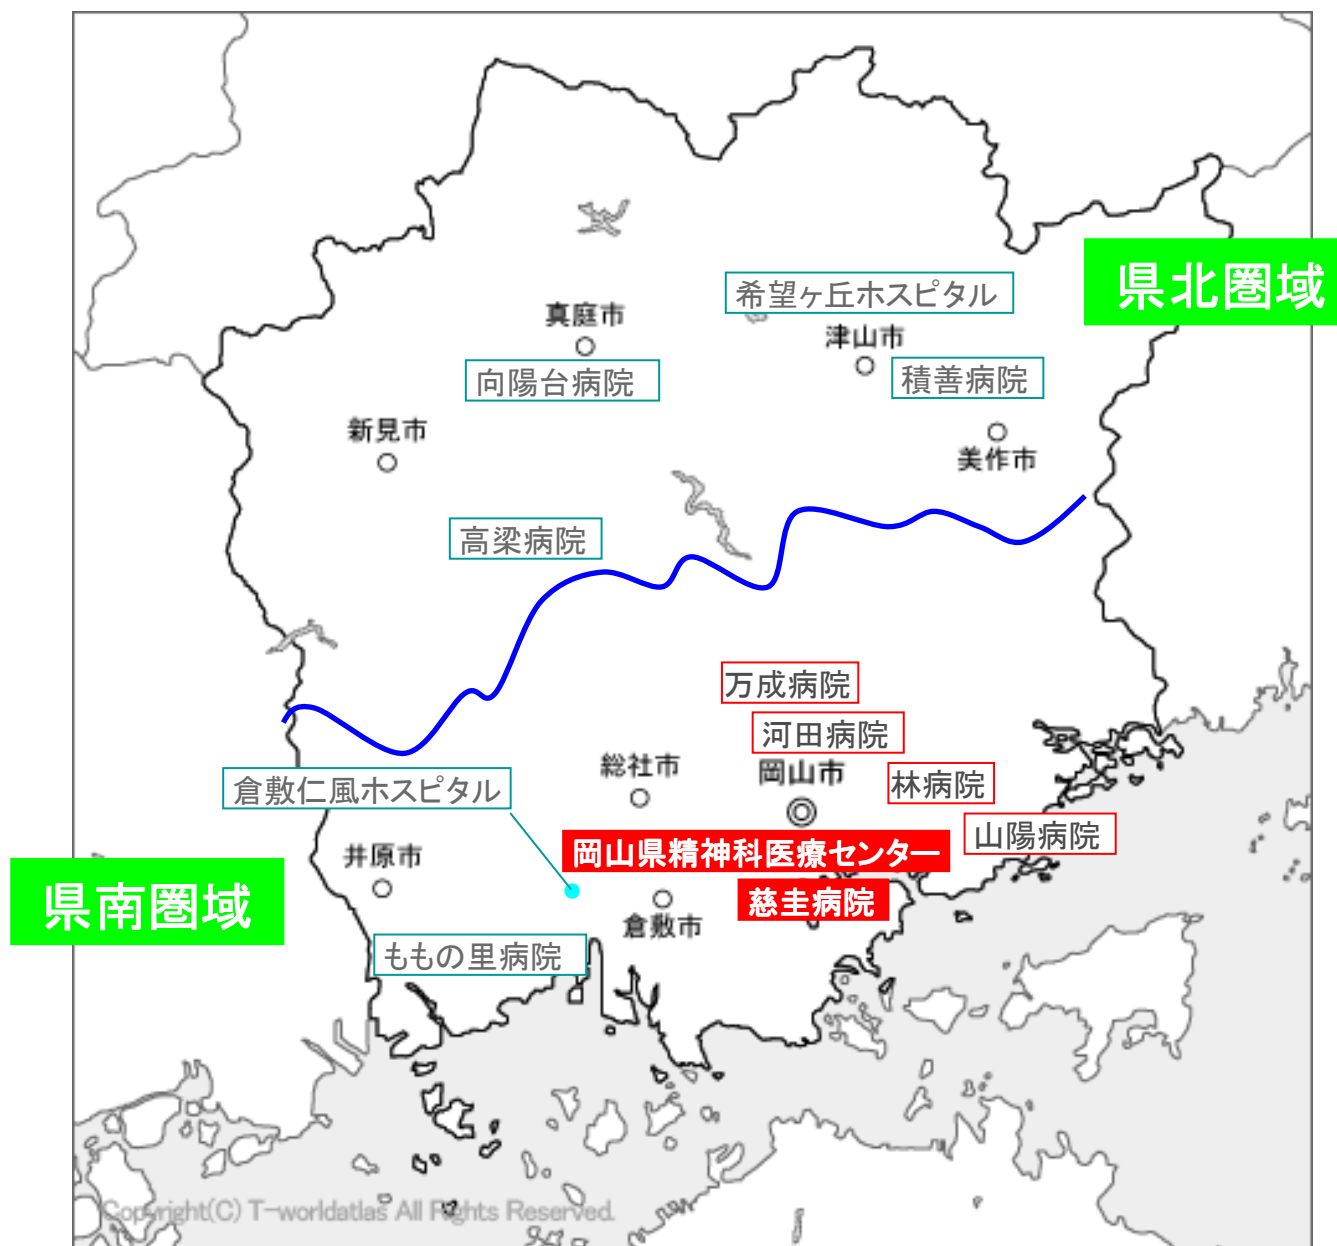 県北圏域
希望ヶ丘ホスピタル
真庭市
津山市
向陽台病院
積善病院
新見市
美作市
高梁病院
万成病院
河田病院
総社市
岡山市
倉敷仁風ホスピタル
林病院
山陽病院
岡山県精神科医療センター
井原市
県南圏域
慈圭病院
倉敷市
ももの里病院
Copyright(C) T-worldatlas All Rights Reserved.